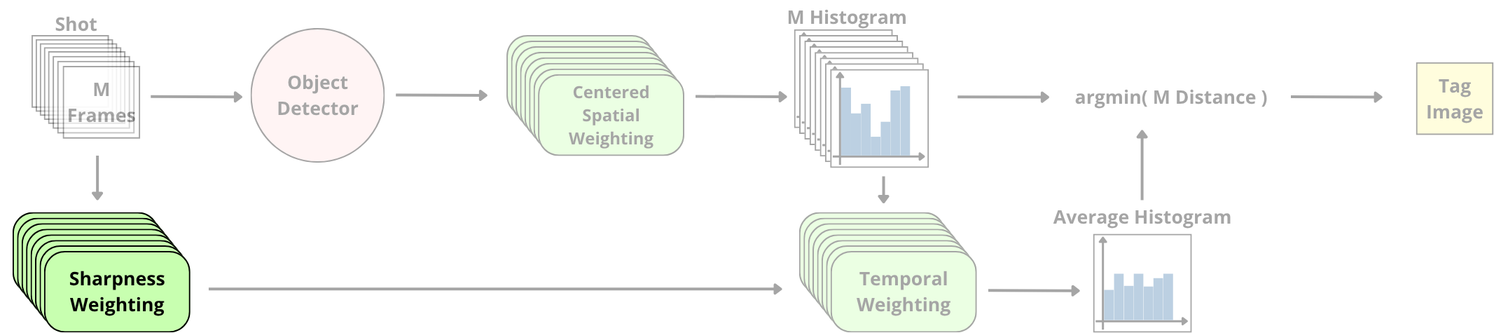 Shot
M
Frames
Object
Detector
Centered
Spatial
Weighting
M Histogram
argmin( M Distance )
Tag
Image
Sharpness
Weighting
Temporal
Weighting
Average Histogram